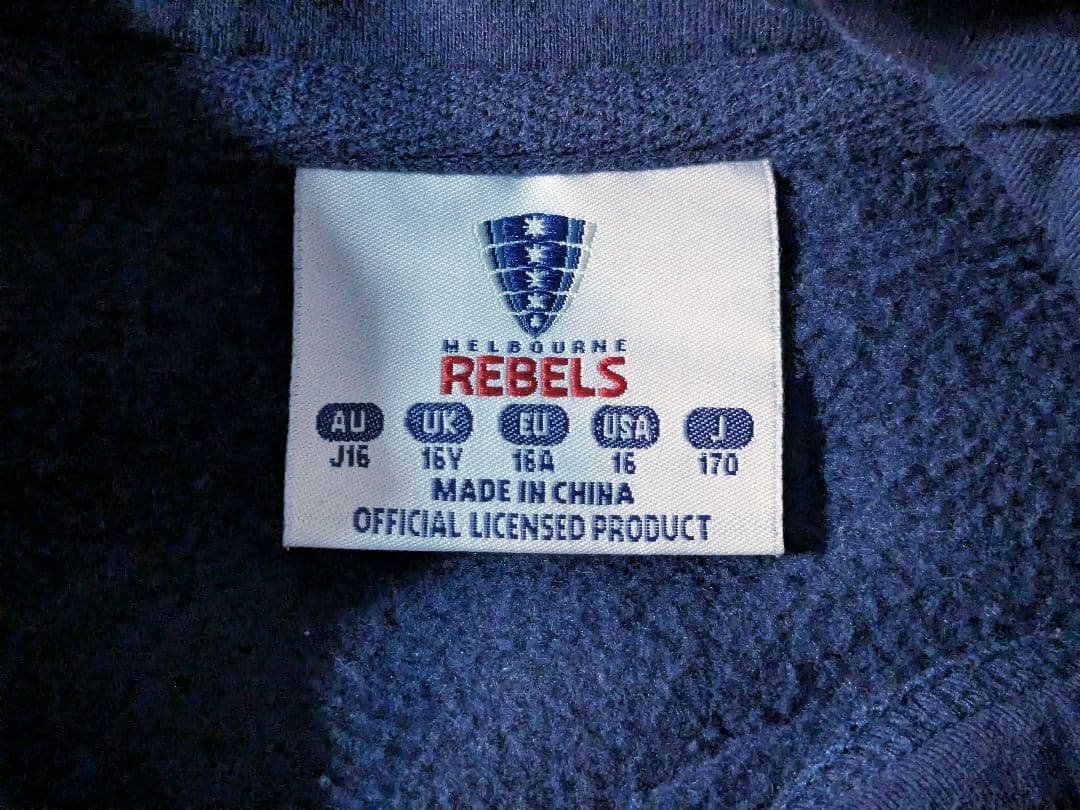 MELBOURNE
REBELS
AU UK EU USA J
J16 16Y 16A 16 170
MADE IN CHINA
OFFICIAL LICENSED PRODUCT